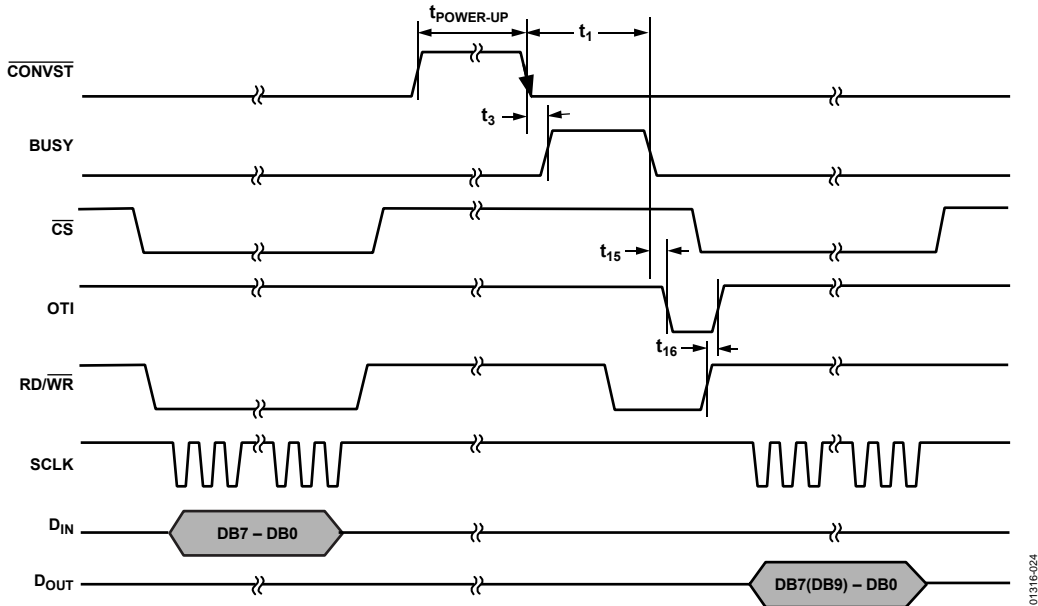 tPOWER-UP
t1
CONVST
t3
BUSY
CS
t15
OTI
t16
RD/WR
SCLK
DIN
DB7 – DB0
DOUT
DB7(DB9) – DB0
01316-024